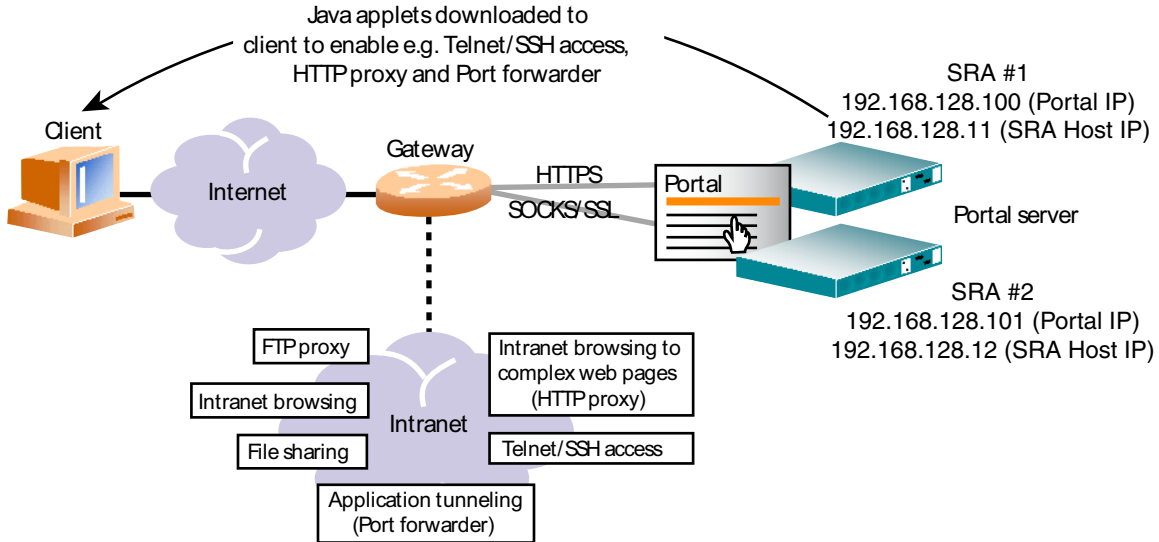 Java applets downloaded to
client to enable e.g. Telnet/SSH access,
HTTP proxy and Port forwarder
SRA #1
192.168.128.100 (Portal IP)
192.168.128.11 (SRA Host IP)
Client
Gateway
Internet
HTTPS
SOCKS/SSL
Portal
Portal server
SRA #2
192.168.128.101 (Portal IP)
192.168.128.12 (SRA Host IP)
FTP proxy
Intranet browsing to
complex web pages
(HTTP proxy)
Intranet browsing
Intranet
File sharing
Telnet/SSH access
Application tunneling
(Port forwarder)